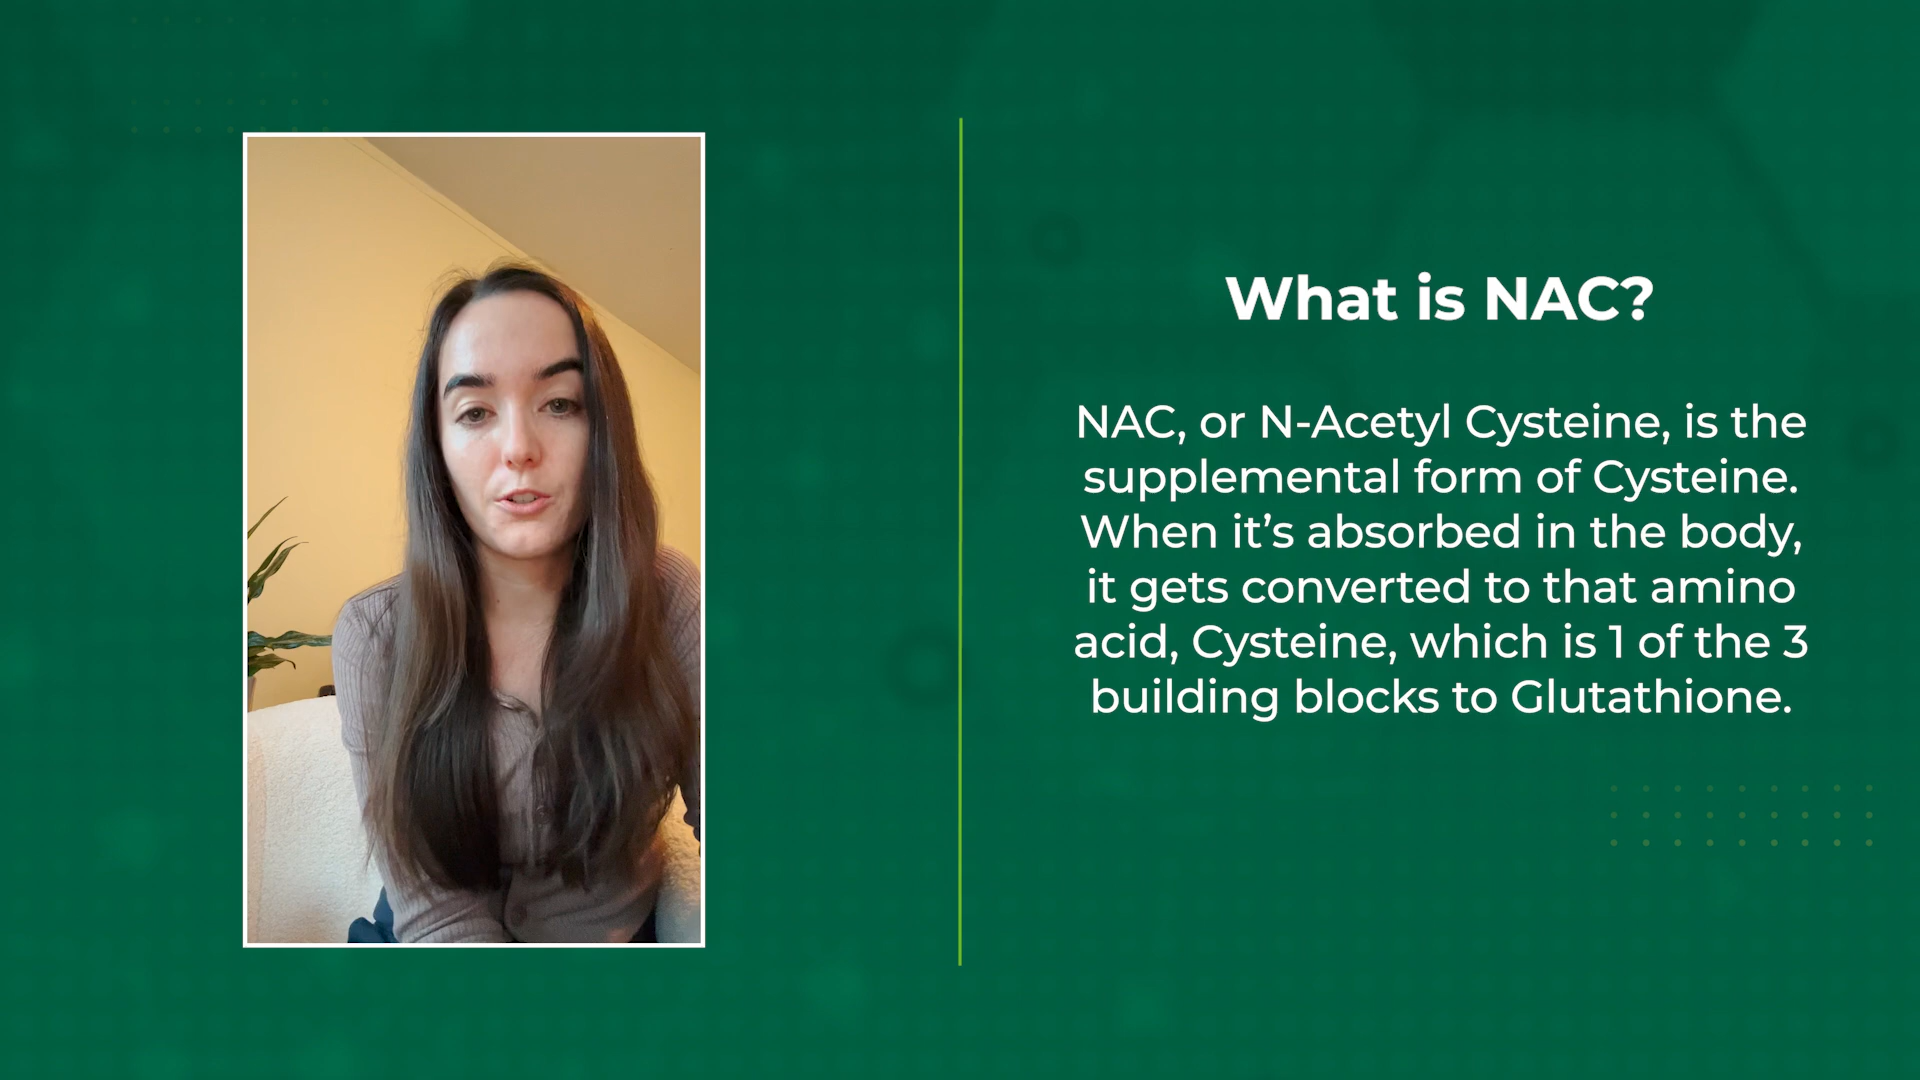 What is NAC?
NAC, or N-Acetyl Cysteine, is the
supplemental form of Cysteine.
When it’s absorbed in the body,
it gets converted to that amino
acid, Cysteine, which is 1 of the 3
building blocks to Glutathione.